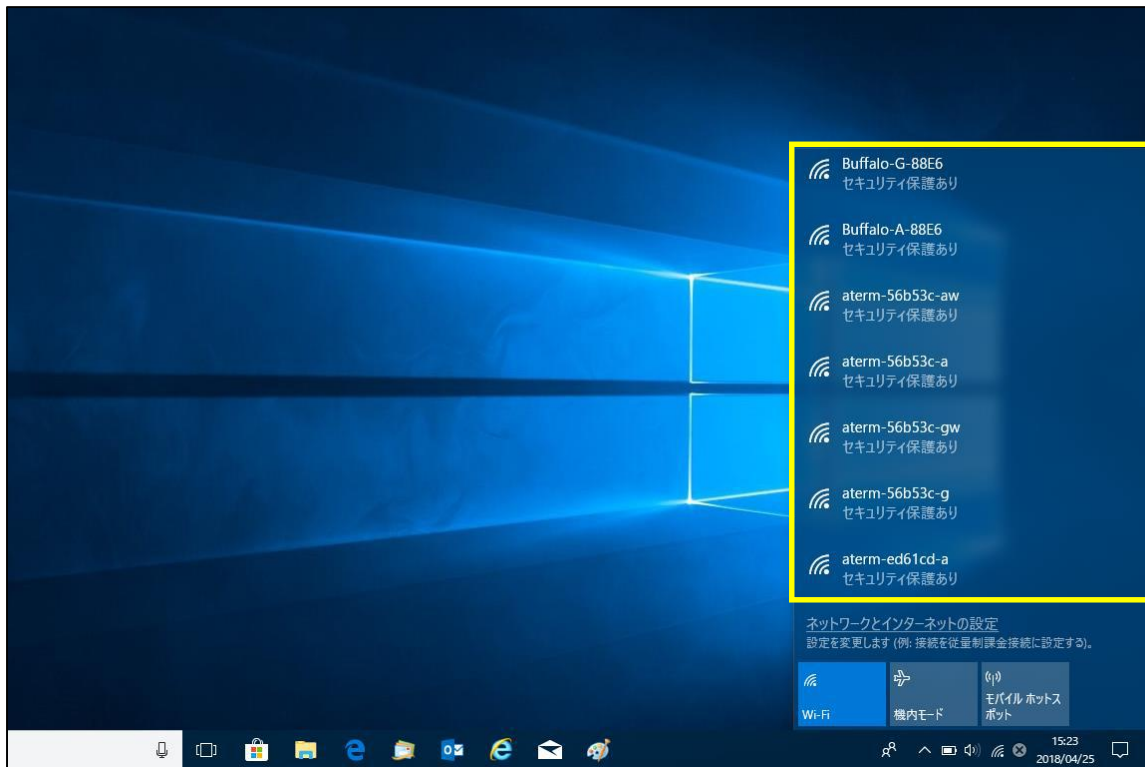 Buffalo-G-88E6
セキュリティ保護あり
Buffalo-A-88E6
セキュリティ保護あり
aterm-56b53c-aw
セキュリティ保護あり
aterm-56b53c-a
セキュリティ保護あり
aterm-56b53c-gw
セキュリティ保護あり
aterm-56b53c-g
セキュリティ保護あり
aterm-ed61cd-a
セキュリティ保護あり
ネットワークとインターネットの設定
設定を変更します (例: 接続を従量制課金接続に設定する)。
Wi-Fi
機内モード
モバイル ホットス
ポット
15:23
2018/04/25